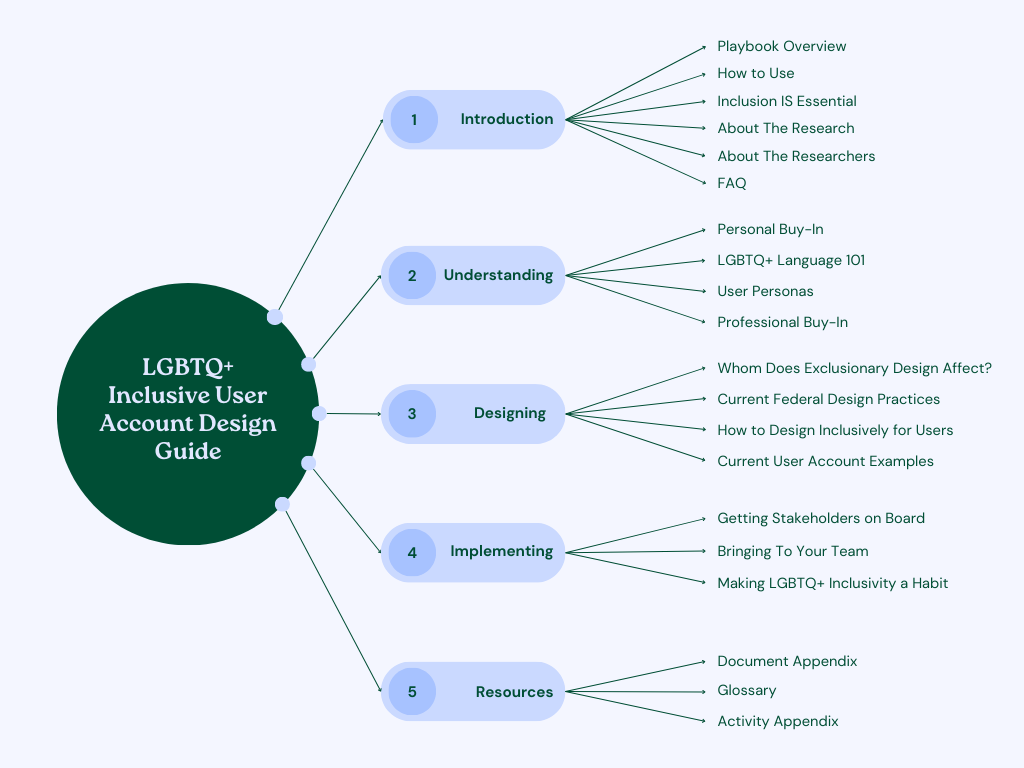 LGBTQ+
Inclusive User
Account Design
Guide
1
Introduction
Playbook Overview
How to Use
Inclusion IS Essential
About The Research
About The Researchers
FAQ
2
Understanding
Personal Buy-In
LGBTQ+ Language 101
User Personas
Professional Buy-In
3
Designing
Whom Does Exclusionary Design Affect?
Current Federal Design Practices
How to Design Inclusively for Users
Current User Account Examples
4
Implementing
Getting Stakeholders on Board
Bringing To Your Team
Making LGBTQ+ Inclusivity a Habit
5
Resources
Document Appendix
Glossary
Activity Appendix